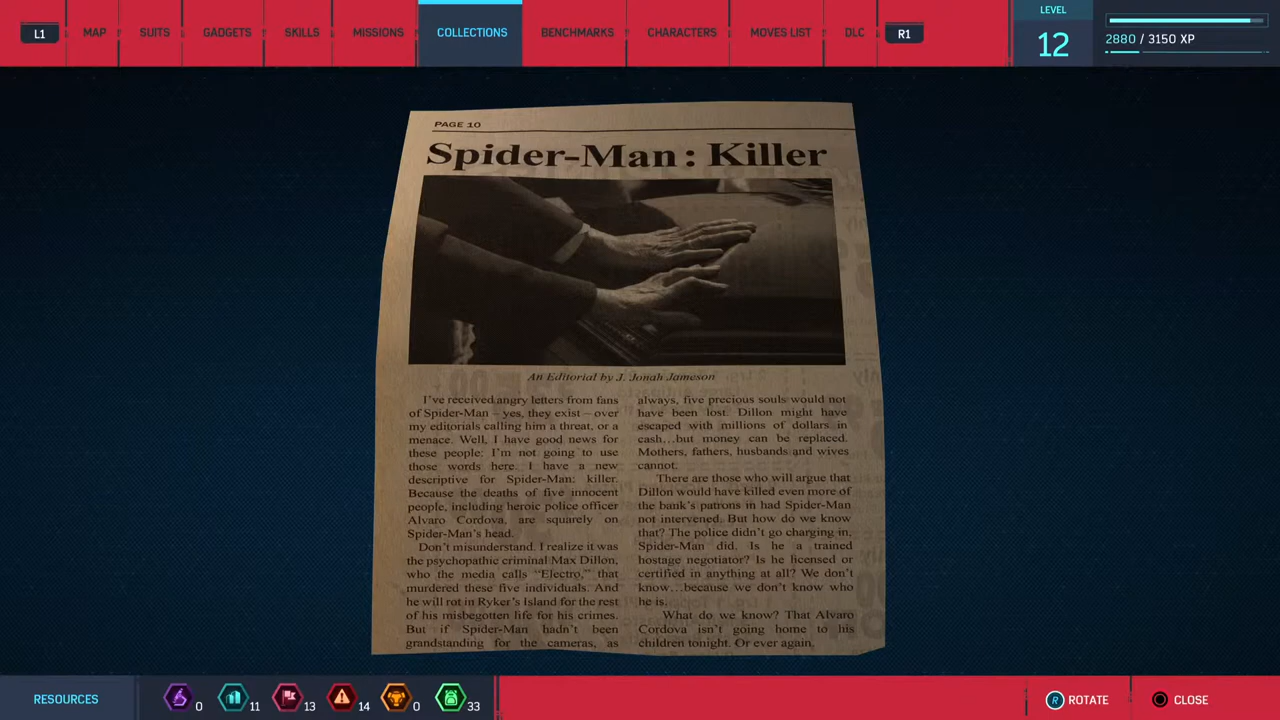 L1
MAP
SUITS
GADGETS
SKILLS
MISSIONS
COLLECTIONS
BENCHMARKS
CHARACTERS
MOVES LIST
DLC
R1
LEVEL
12
2880 / 3150 XP
PAGE 10
Spider-Man: Killer
An Editorial by J. Jonah Jameson
I've received angry letters from fans
of Spider-Man – yes, they exist – over
my editorials calling him a threat, or a
menace. Well, I have good news for
these people: I'm not going to use
those words here. I have a new
descriptive for Spider-Man: killer.
Because the deaths of five innocent
people, including heroic police officer
Alvaro Cordova, are squarely on
Spider-Man's head.
Don't misunderstand. I realize it was
the psychopathic criminal Max Dillon,
who the media calls "Electro," that
murdered these five individuals. And
he will rot in Ryker's Island for the rest
of his misbegotten life for his crimes.
But if Spider-Man hadn't been
grandstanding for the cameras, as
always, five precious souls would not
have been lost. Dillon might have
escaped with millions of dollars in
cash...but money can be replaced.
Mothers, fathers, husbands and wives
cannot.
There are those who will argue that
Dillon would have killed even more of
the bank's patrons in had Spider-Man
not intervened. But how do we know
that? The police didn't go charging in.
Spider-Man did. Is he a trained
hostage negotiator? Is he licensed or
certified in anything at all? We don't
know...because we don't know who
he is.
What do we know? That Alvaro
Cordova isn't going home to his
children tonight. Or ever again.
RESOURCES
0
11
13
14
0
33
R ROTATE
CLOSE